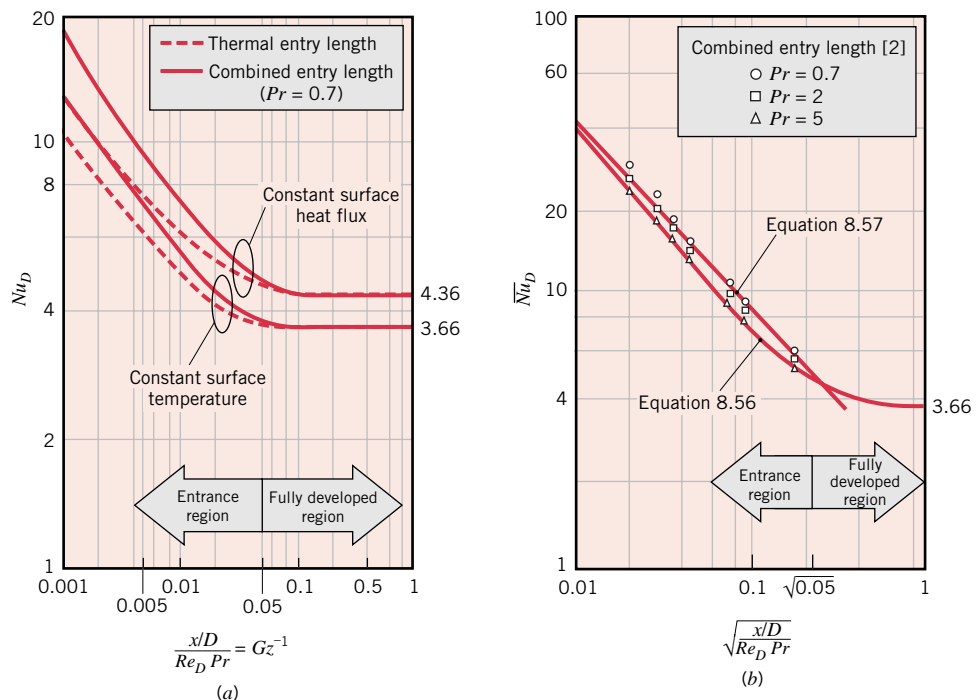 20
10
8
4
2
1
Nu_D
Thermal entry length
Combined entry length
(Pr = 0.7)
Constant surface
heat flux
Constant surface
temperature
4.36
3.66
Entrance
region
Fully developed
region
0.001
0.005
0.01
0.05
0.1
0.5
1
x/D
Re_D Pr
= Gz⁻¹
(a)
100
60
20
10
4
1
N̅u̅_D
Combined entry length [2]
Pr = 0.7
Pr = 2
Pr = 5
Equation 8.57
Equation 8.56
3.66
Entrance
region
Fully
developed
region
0.01
0.1
√0.05
1
√(x/D
Re_D Pr)
(b)